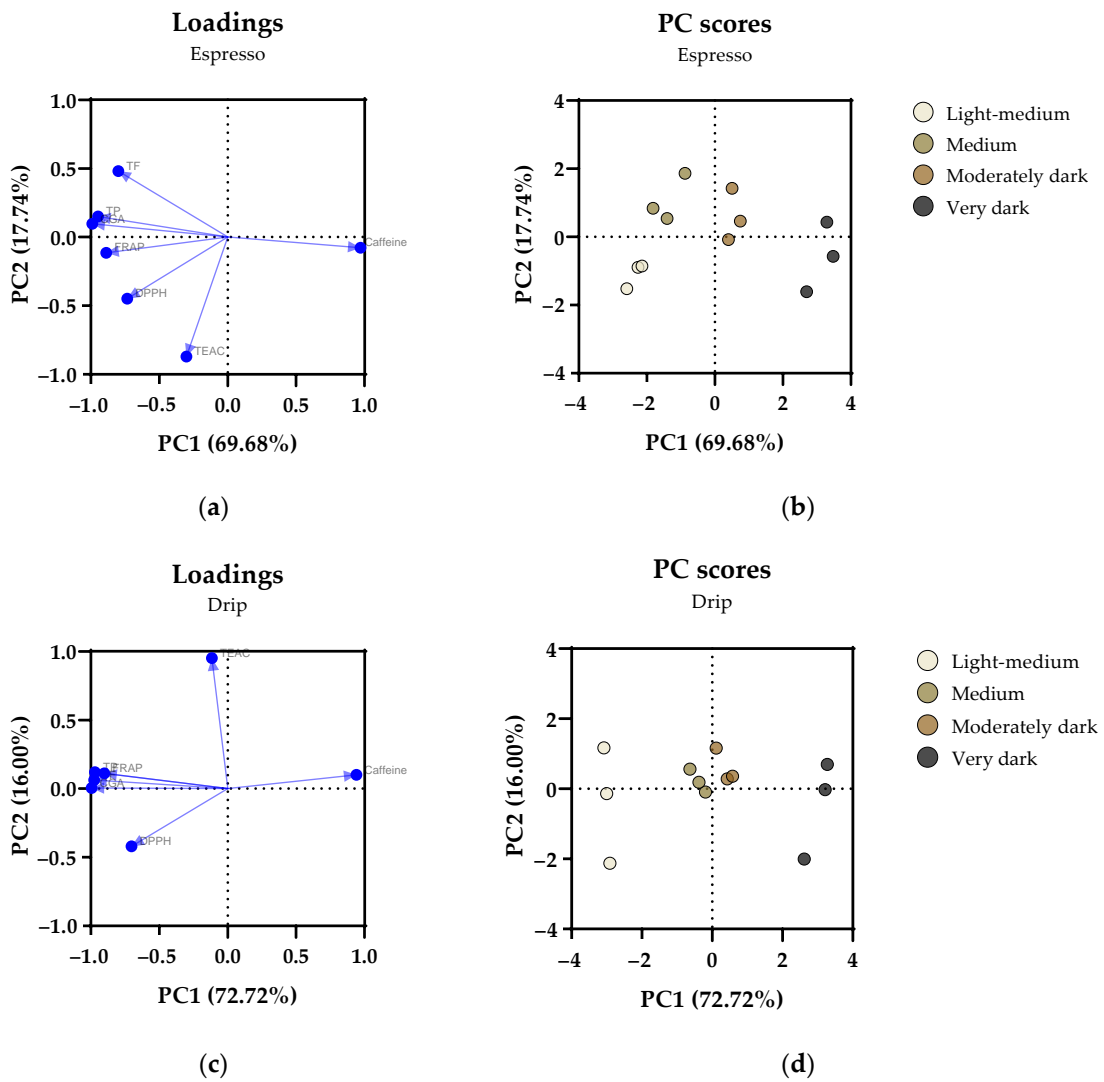 Loadings
Espresso
1.0
0.5
0.0
−0.5
−1.0
PC2 (17.74%)
TF
TP
FRAP
DPPH
TEAC
Caffeine
−1.0 −0.5 0.0 0.5 1.0
PC1 (69.68%)
(a)
PC scores
Espresso
4
2
0
−2
−4
PC2 (17.74%)
−4 −2 0 2 4
PC1 (69.68%)
(b)
Light-medium
Medium
Moderately dark
Very dark
Loadings
Drip
1.0
0.5
0.0
−0.5
−1.0
PC2 (16.00%)
TEAC
FRAP
DPPH
Caffeine
−1.0 −0.5 0.0 0.5 1.0
PC1 (72.72%)
(c)
PC scores
Drip
4
2
0
−2
−4
PC2 (16.00%)
−4 −2 0 2 4
PC1 (72.72%)
(d)
Light-medium
Medium
Moderately dark
Very dark